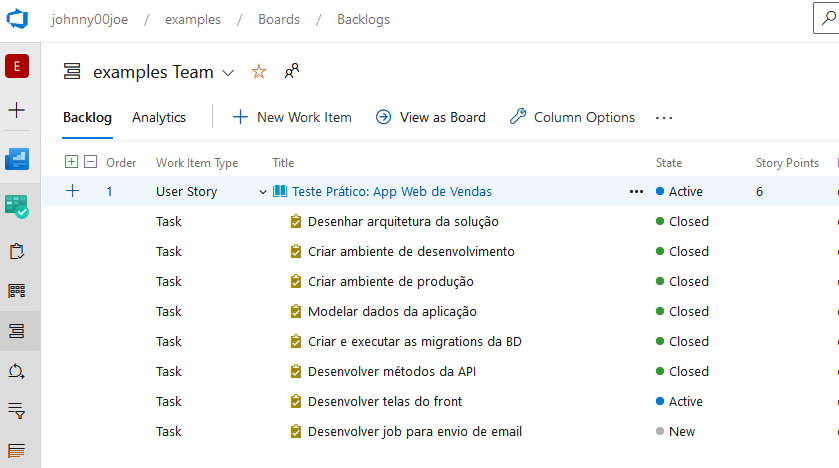 johnny00joe / examples / Boards / Backlogs
E examples Team
Backlog Analytics New Work Item View as Board Column Options
Order Work Item Type Title State Story Points
1 User Story Teste Prático: App Web de Vendas Active 6
Task Desenhar arquitetura da solução Closed
Task Criar ambiente de desenvolvimento Closed
Task Criar ambiente de produção Closed
Task Modelar dados da aplicação Closed
Task Criar e executar as migrations da BD Closed
Task Desenvolver métodos da API Closed
Task Desenvolver telas do front Active
Task Desenvolver job para envio de email New